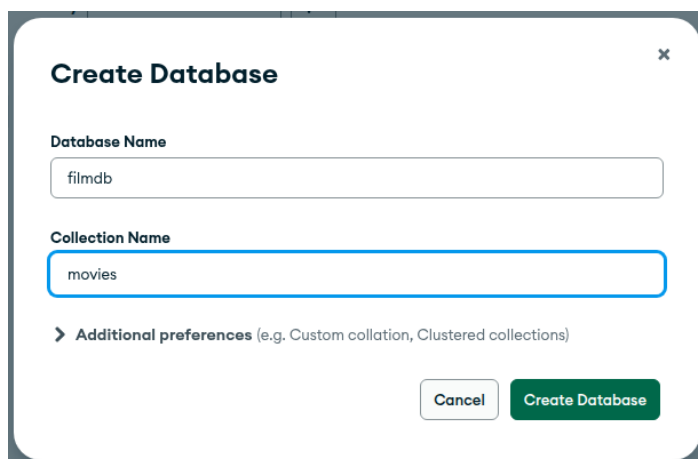 Create Database
Database Name
filmdb
Collection Name
movies
Additional preferences (e.g. Custom collation, Clustered collections)
Cancel Create Database